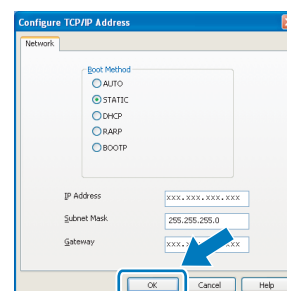 Configure TCP/IP Address
Network
Boot Method
AUTO
STATIC
DHCP
RARP
BOOTP
IP Address xxx.xxx.xxx.xxx
Subnet Mask 255.255.255.0
Gateway
OK Cancel Help